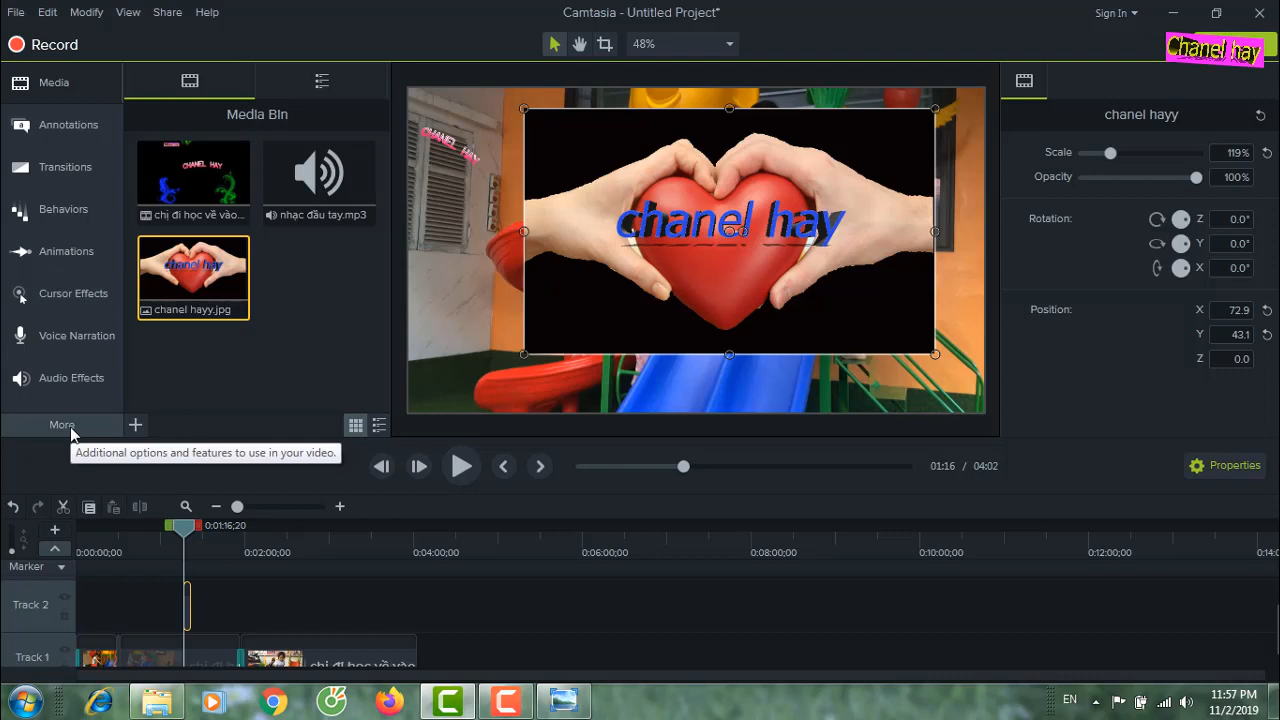 File Edit Modify View Share Help
Camtasia - Untitled Project*
Sign In
Record
48%
Chanel hay
Media
Annotations
Transitions
Behaviors
Animations
Cursor Effects
Voice Narration
Audio Effects
More
Media Bin
CHANEL HAY
chị đi học về vào...
nhạc đầu tay.mp3
chanel hay
chanel hayy.jpg
CHANEL HAY
chanel hay
chanel hayy
Scale 119%
Opacity 100%
Rotation: Z 0.0°
Y 0.0°
X 0.0°
Position: X 72.9
Y 43.1
Z 0.0
Additional options and features to use in your video.
01:16 / 04:02
Properties
0:01:16;20
0:00:00;00 0:02:00;00 0:04:00;00 0:06:00;00 0:08:00;00 0:10:00;00 0:12:00;00 0:14:0
Marker
Track 2
Track 1
chị đi học về vào
EN
11:57 PM
11/2/2019